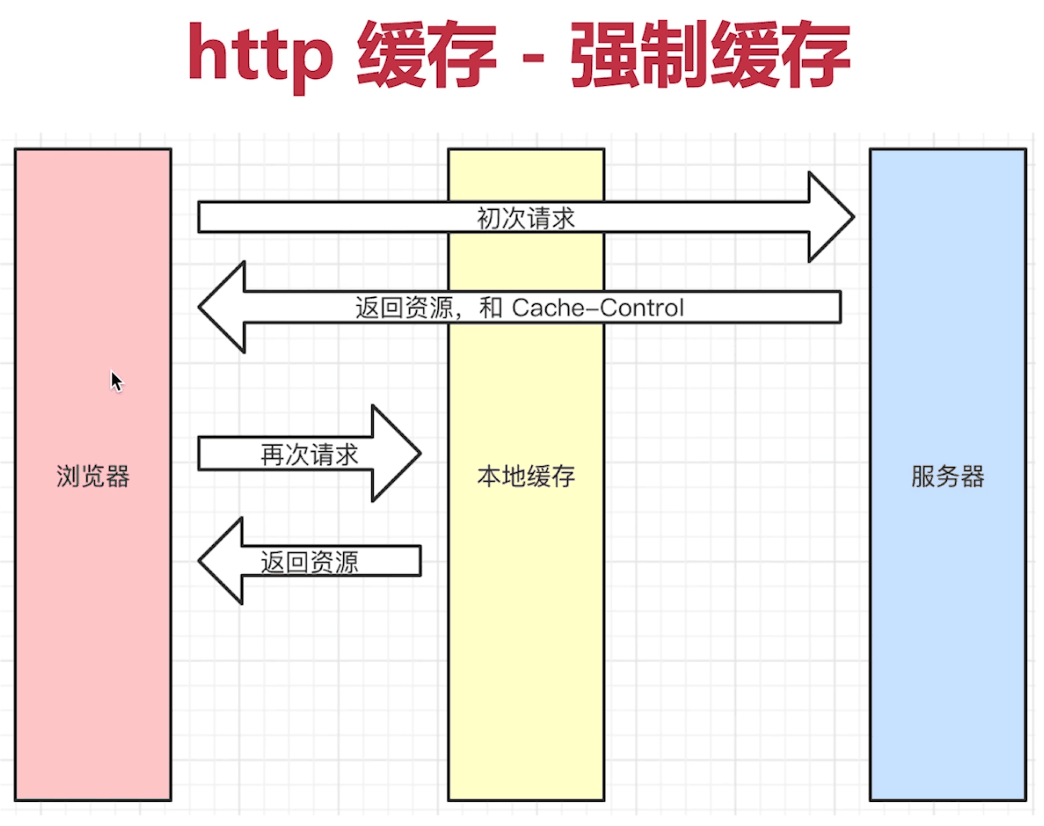 http 缓存 - 强制缓存
初次请求
返回资源，和 Cache-Control
再次请求
浏览器
本地缓存
服务器
返回资源